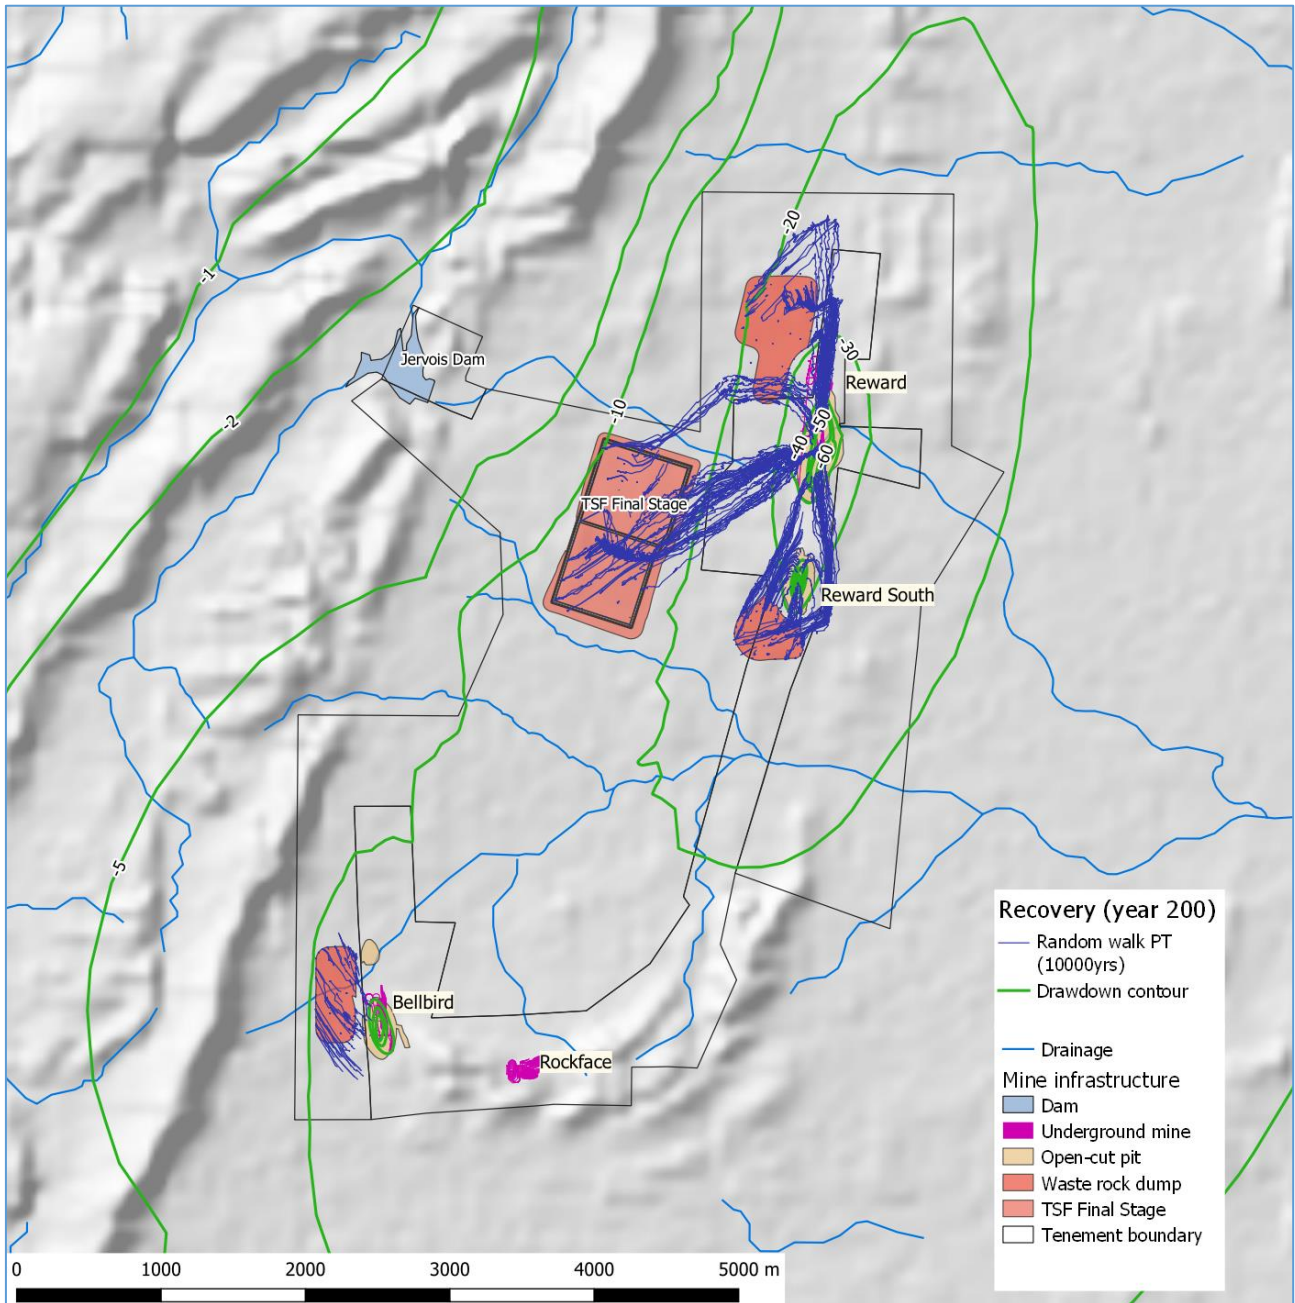 -20
-1
-30
Jervois Dam
Reward
-10
-2
-50
-40
-60
TSF Final Stage
Reward South
-5
Bellbird
Rockface
Recovery (year 200)
Random walk PT
(10000yrs)
Drawdown contour
Drainage
Mine infrastructure
Dam
Underground mine
Open-cut pit
Waste rock dump
TSF Final Stage
Tenement boundary
0 1000 2000 3000 4000 5000 m